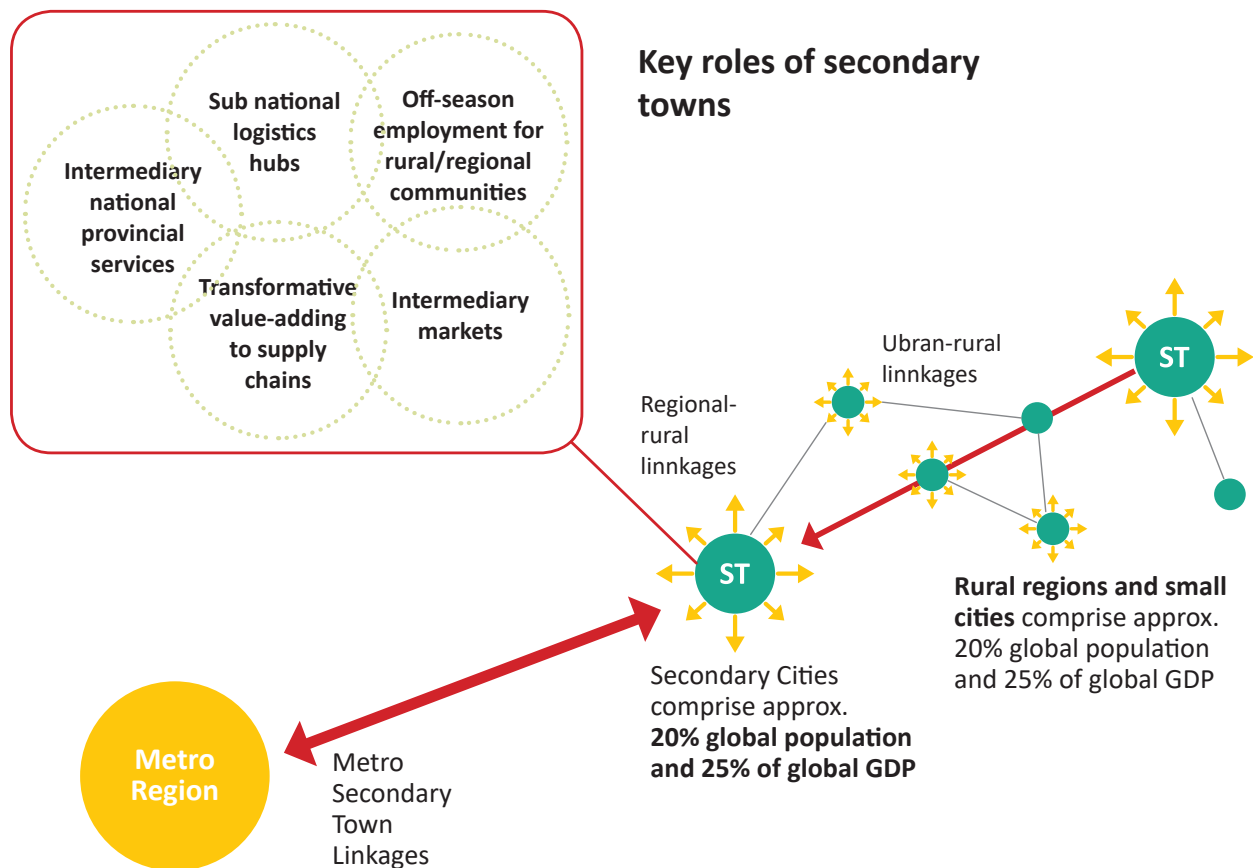 Key roles of secondary
towns
Sub national
logistics
hubs
Off-season
employment for
rural/regional
communities
Intermediary
national
provincial
services
Transformative
value-adding
to supply
chains
Intermediary
markets
Ubran-rural
linnkages
Regional-
rural
linnkages
ST
ST
Rural regions and small
cities comprise approx.
20% global population
and 25% of global GDP
Secondary Cities
comprise approx.
20% global population
and 25% of global GDP
Metro
Region
Metro
Secondary
Town
Linkages